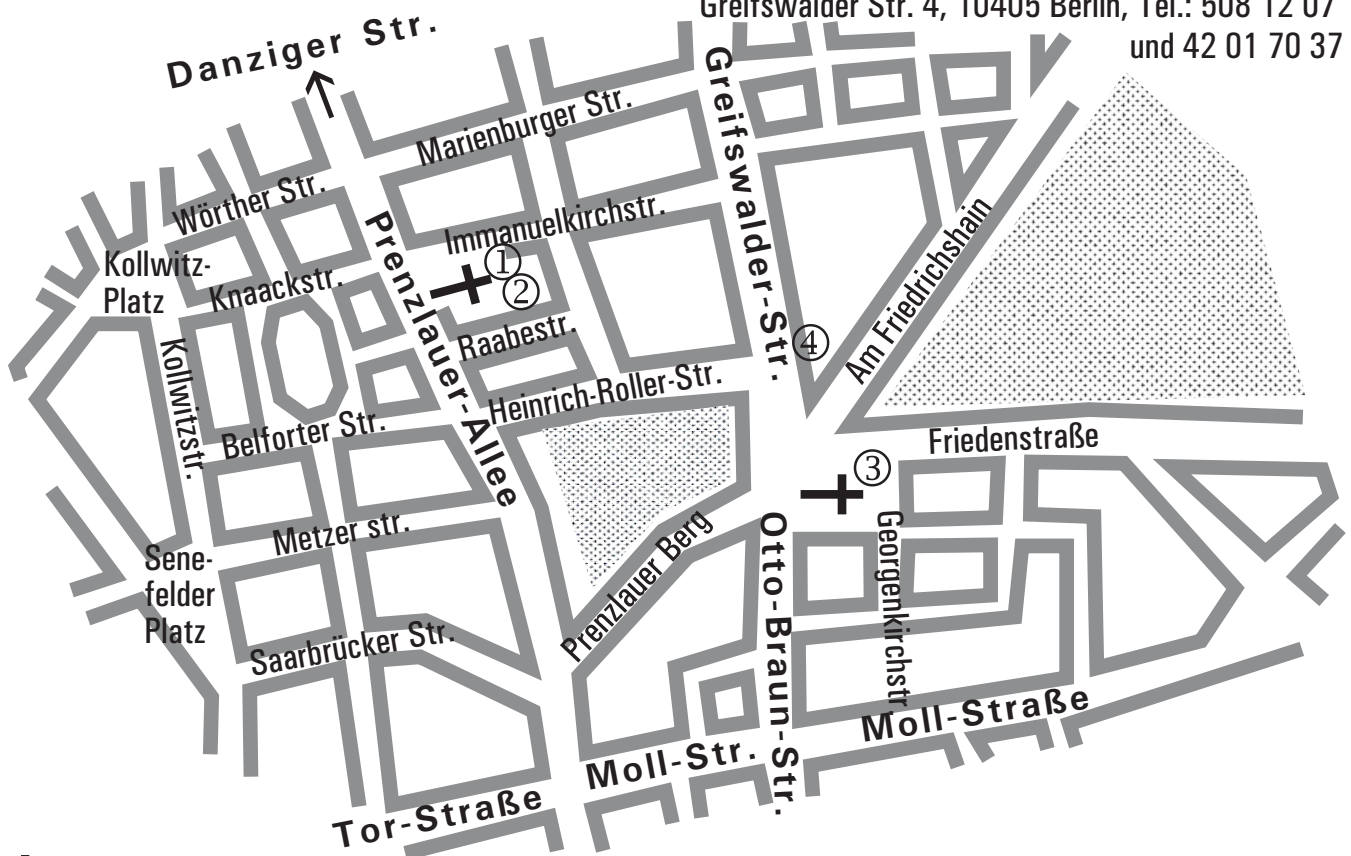 Greifswalder Str. 4, 10405 Berlin, Tel.: 508 12 07
und 42 01 70 37
Danziger Str.
Greifswalder-Str.
Marienburger Str.
Wörther Str.
Immanuelkirchstr.
Prenzlauer-Allee
Am Friedrichshain
Kollwitz-
Platz
Knaackstr.
①
②
Raabestr.
④
Kollwitzstr.
Heinrich-Roller-Str.
Belforter Str.
Friedenstraße
③
Metzer str.
Otto-Braun-Str.
Georgenkirchstr
Prenzlauer Berg
Sene-
felder
Platz
Saarbrücker Str.
Moll-Straße
Moll-Str.
Tor-Straße